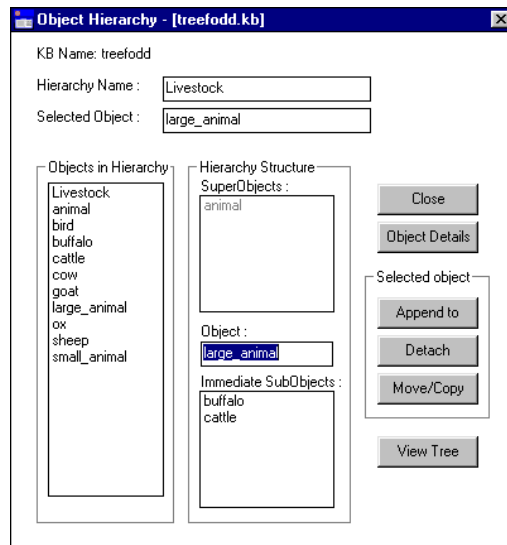 Object Hierarchy - [treefodd.kb]
KB Name: treefodd
Hierarchy Name : Livestock
Selected Object : large_animal
Objects in Hierarchy
Livestock
animal
bird
buffalo
cattle
cow
goat
large_animal
ox
sheep
small_animal
Hierarchy Structure
SuperObjects :
animal
Object :
large_animal
Immediate SubObjects :
buffalo
cattle
Close
Object Details
Selected object
Append to
Detach
Move/Copy
View Tree